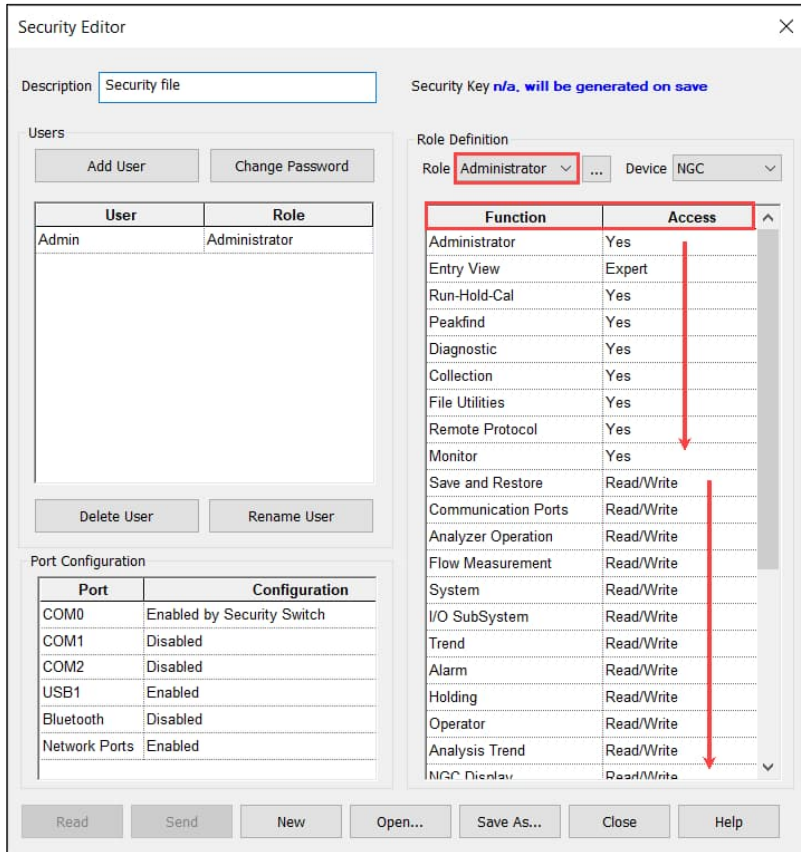 Security Editor
Description Security file
Security Key n/a, will be generated on save
Users
Add User Change Password
User Role
Admin Administrator
Delete User Rename User
Port Configuration
Port Configuration
COM0 Enabled by Security Switch
COM1 Disabled
COM2 Disabled
USB1 Enabled
Bluetooth Disabled
Network Ports Enabled
Role Definition
Role Administrator ... Device NGC
Function Access
Administrator Yes
Entry View Expert
Run-Hold-Cal Yes
Peakfind Yes
Diagnostic Yes
Collection Yes
File Utilities Yes
Remote Protocol Yes
Monitor Yes
Save and Restore Read/Write
Communication Ports Read/Write
Analyzer Operation Read/Write
Flow Measurement Read/Write
System Read/Write
I/O SubSystem Read/Write
Trend Read/Write
Alarm Read/Write
Holding Read/Write
Operator Read/Write
Analysis Trend Read/Write
NGC Display Read/Write
Read Send New Open... Save As... Close Help